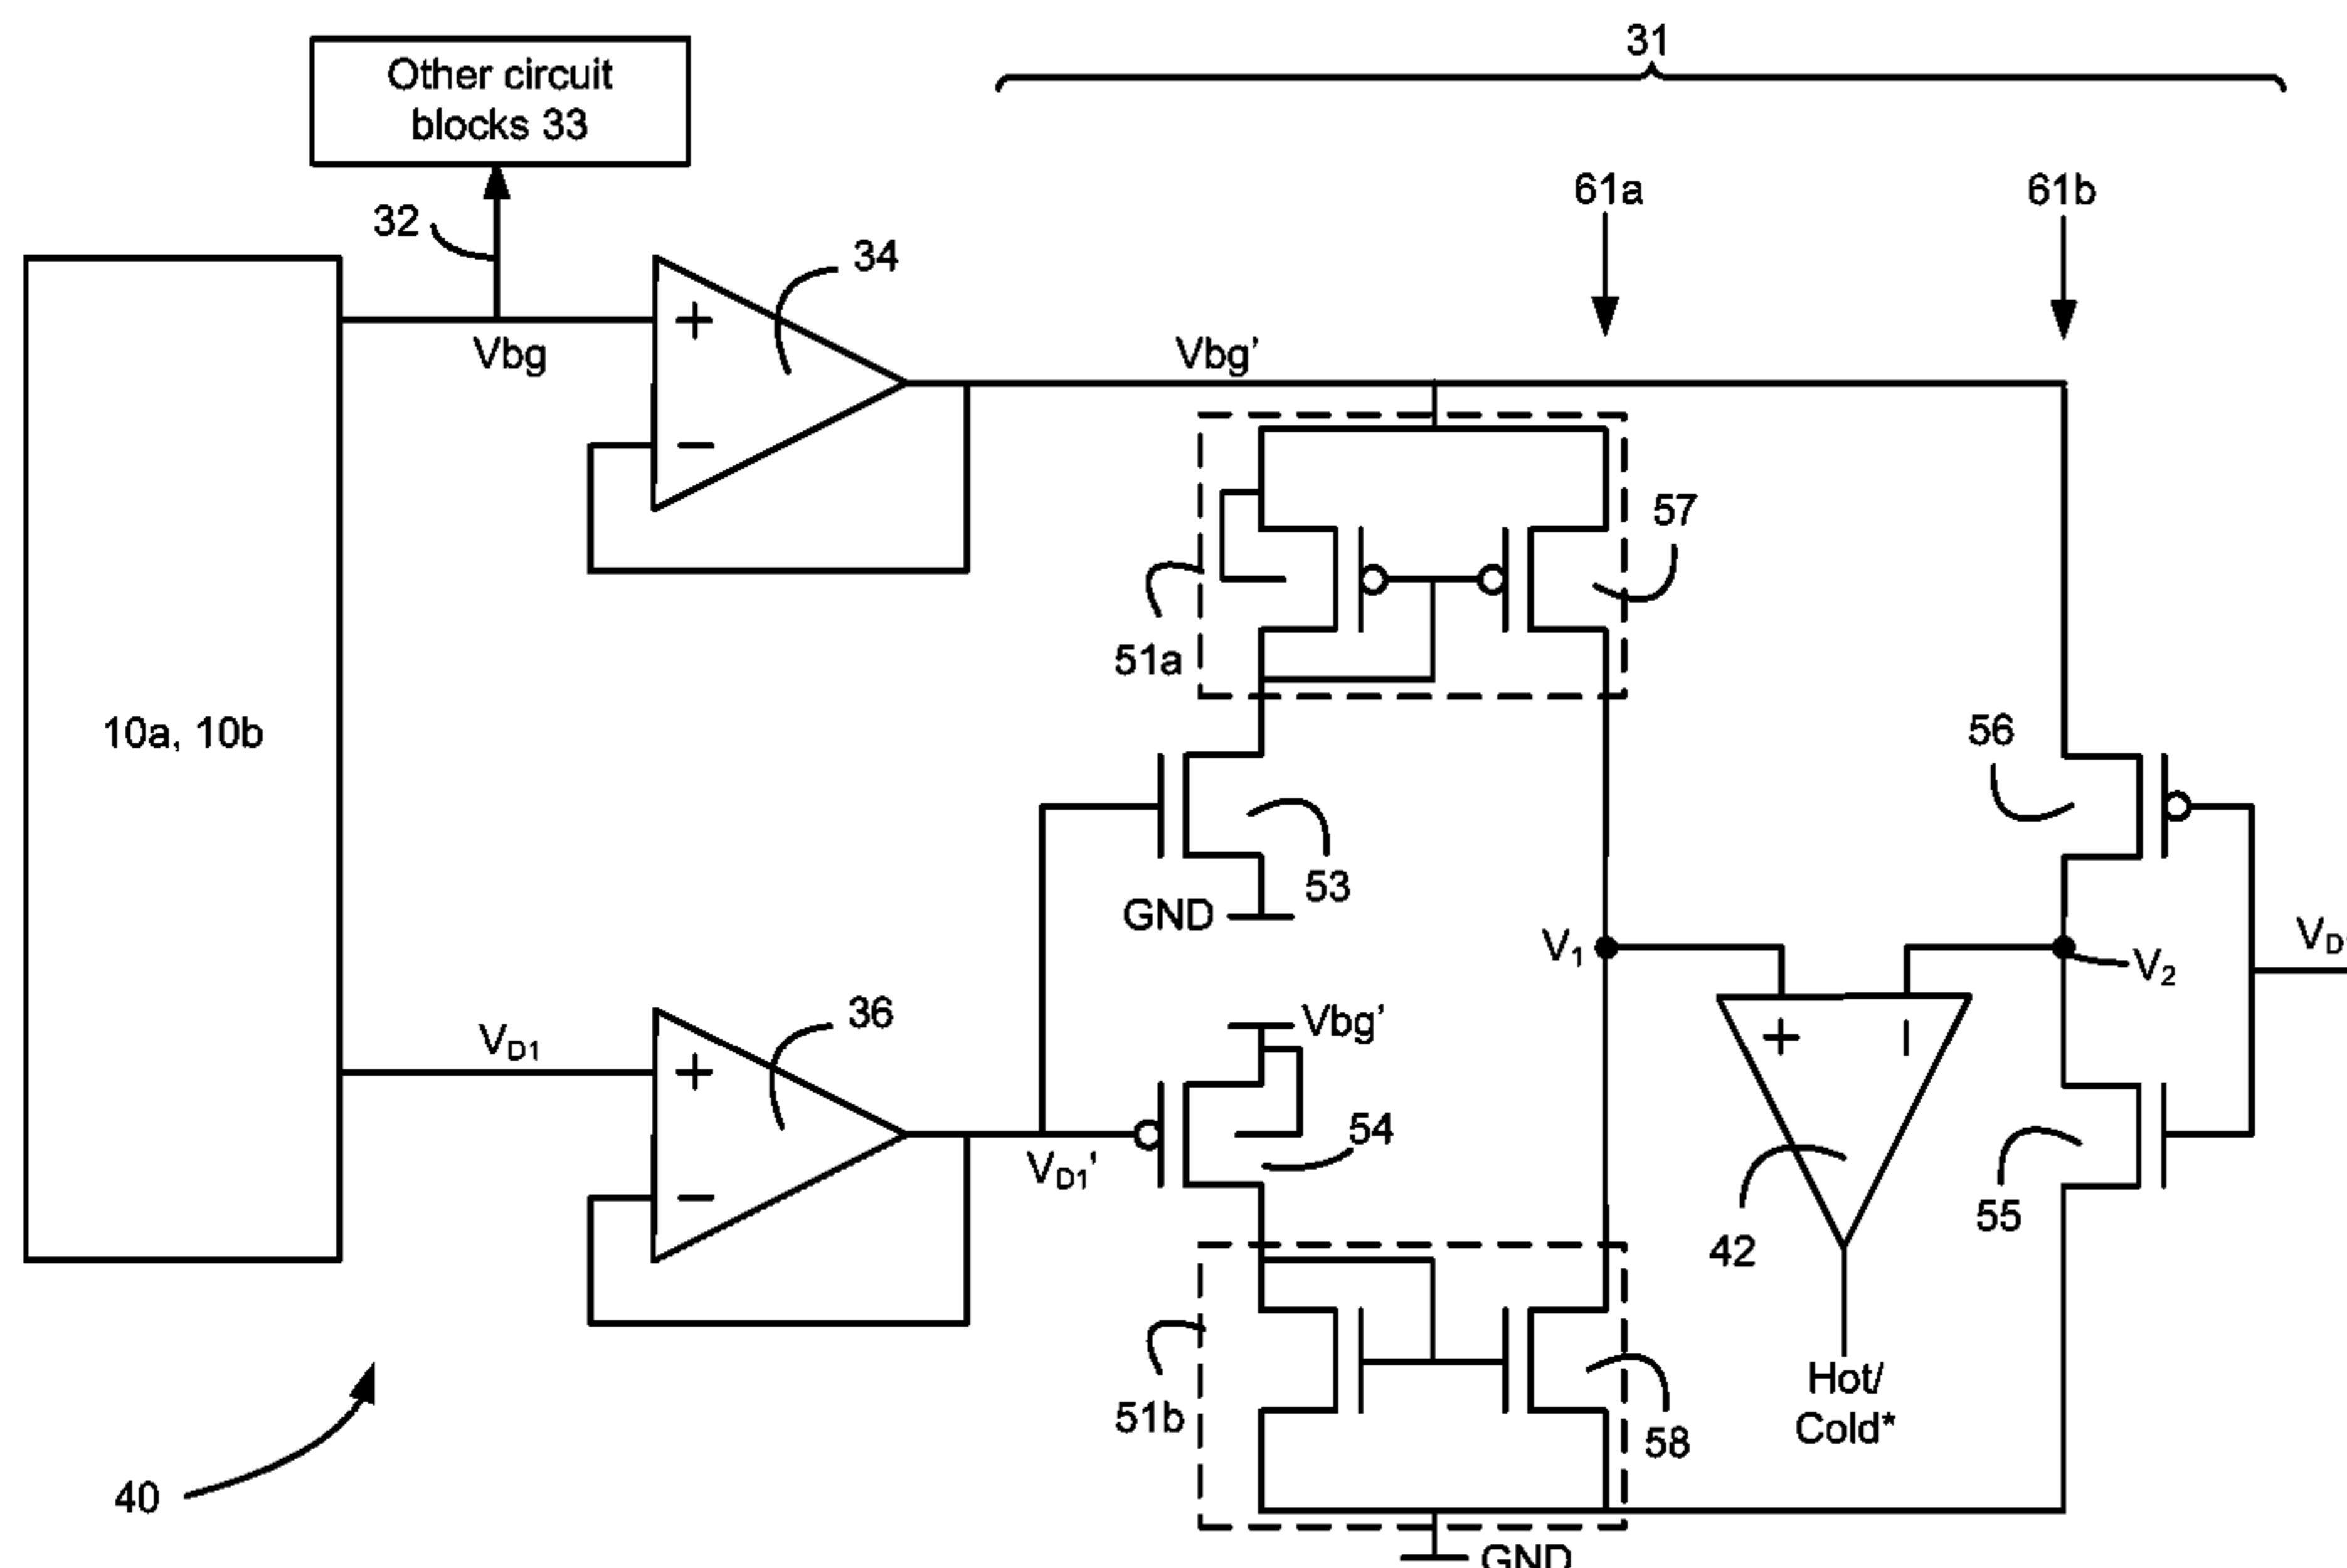 31
Other circuit
blocks 33
61a
61b
32
34
Vbg
Vbg’
57
51a
10a, 10b
56
53
GND
V1
V2
VD
36
VD1
Vbg’
54
VD1’
55
42
51b
Hot/
Cold*
58
40
GND